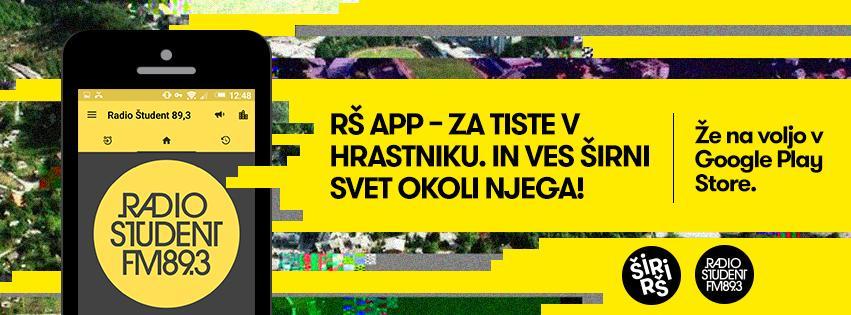 12:48
Radio Študent 89,3
RADIO
ŠTUDENT
FM89.3
RŠ APP – ZA TISTE V
HRASTNIKU. IN VES ŠIRNI
SVET OKOLI NJEGA!
Že na voljo v
Google Play
Store.
ŠIRI
RŠ
RADIO
ŠTUDENT
FM89.3